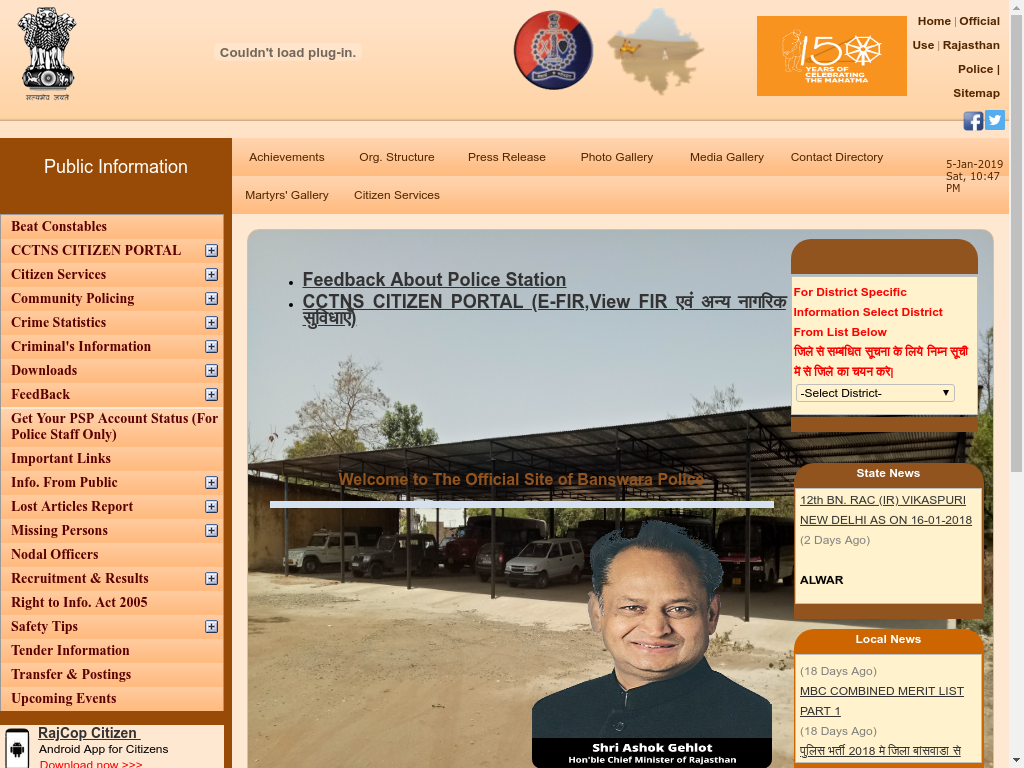 Home | Official
Use | Rajasthan
Police |
Sitemap
सत्यमेव जयते
Couldn't load plug-in.
150
YEARS OF
CELEBRATING
THE MAHATMA
Public Information
Achievements
Org. Structure
Press Release
Photo Gallery
Media Gallery
Contact Directory
Martyrs' Gallery
Citizen Services
5-Jan-2019
Sat, 10:47
PM
Beat Constables
CCTNS CITIZEN PORTAL
Citizen Services
Community Policing
Crime Statistics
Criminal's Information
Downloads
FeedBack
Get Your PSP Account Status (For
Police Staff Only)
Important Links
Info. From Public
Lost Articles Report
Missing Persons
Nodal Officers
Recruitment & Results
Right to Info. Act 2005
Safety Tips
Tender Information
Transfer & Postings
Upcoming Events
RajCop Citizen
Android App for Citizens
Download now >>>
Feedback About Police Station
CCTNS CITIZEN PORTAL (E-FIR,View FIR एवं अन्य नागरिक
सुविधाएँ)
Welcome to The Official Site of Banswara Police
Shri Ashok Gehlot
Hon'ble Chief Minister of Rajasthan
For District Specific
Information Select District
From List Below
जिले से सम्बंधित सूचना के लिये निम्न सूची
में से जिले का चयन करे|
-Select District-
State News
12th BN. RAC (IR) VIKASPURI
NEW DELHI AS ON 16-01-2018
(2 Days Ago)
ALWAR
Local News
(18 Days Ago)
MBC COMBINED MERIT LIST
PART 1
(18 Days Ago)
पुलिस भर्ती 2018 मे जिला बांसवाडा से